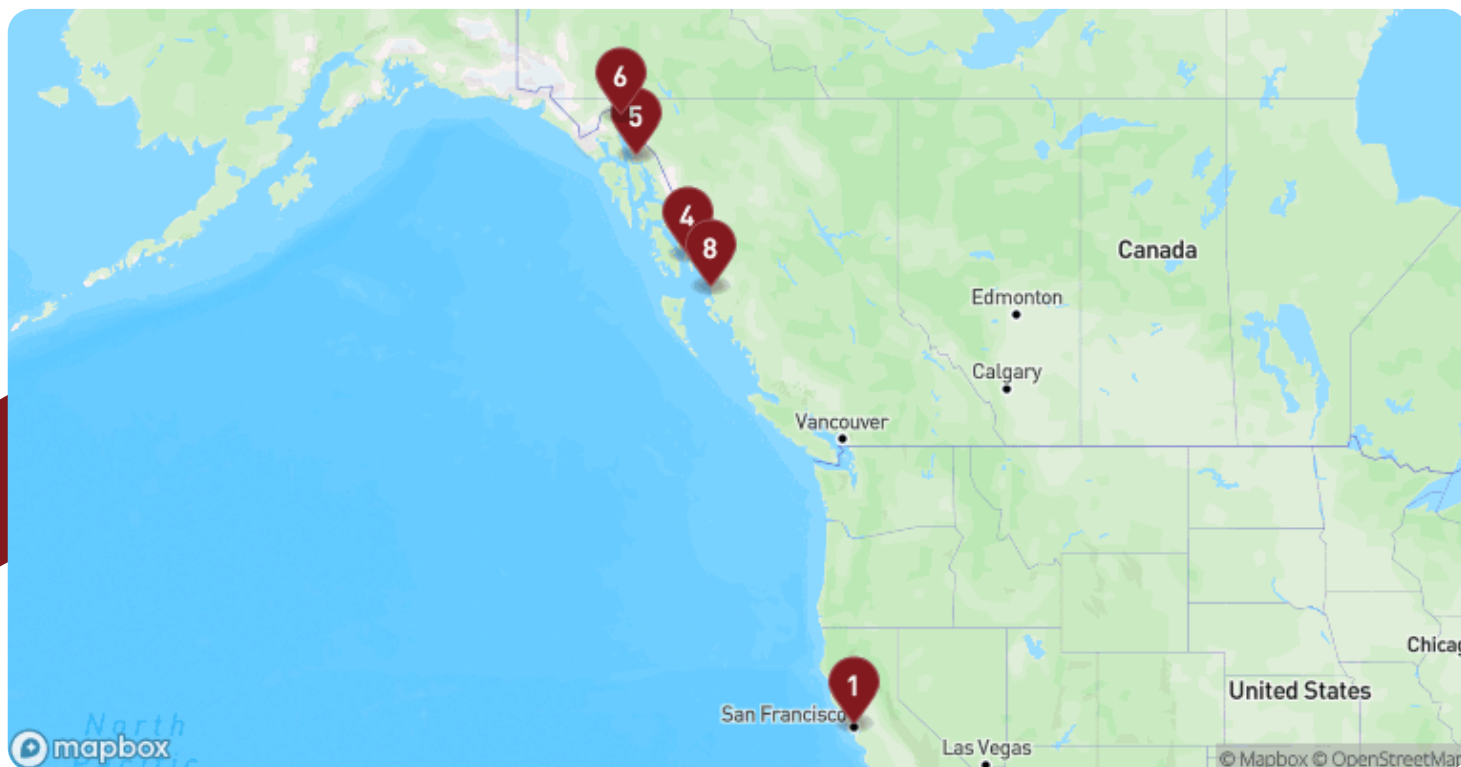 6
5
4
8
Canada
Edmonton
Calgary
Vancouver
Chicag
1
United States
San Francisco
North
Las Vegas
mapbox
© Mapbox © OpenStreetMap